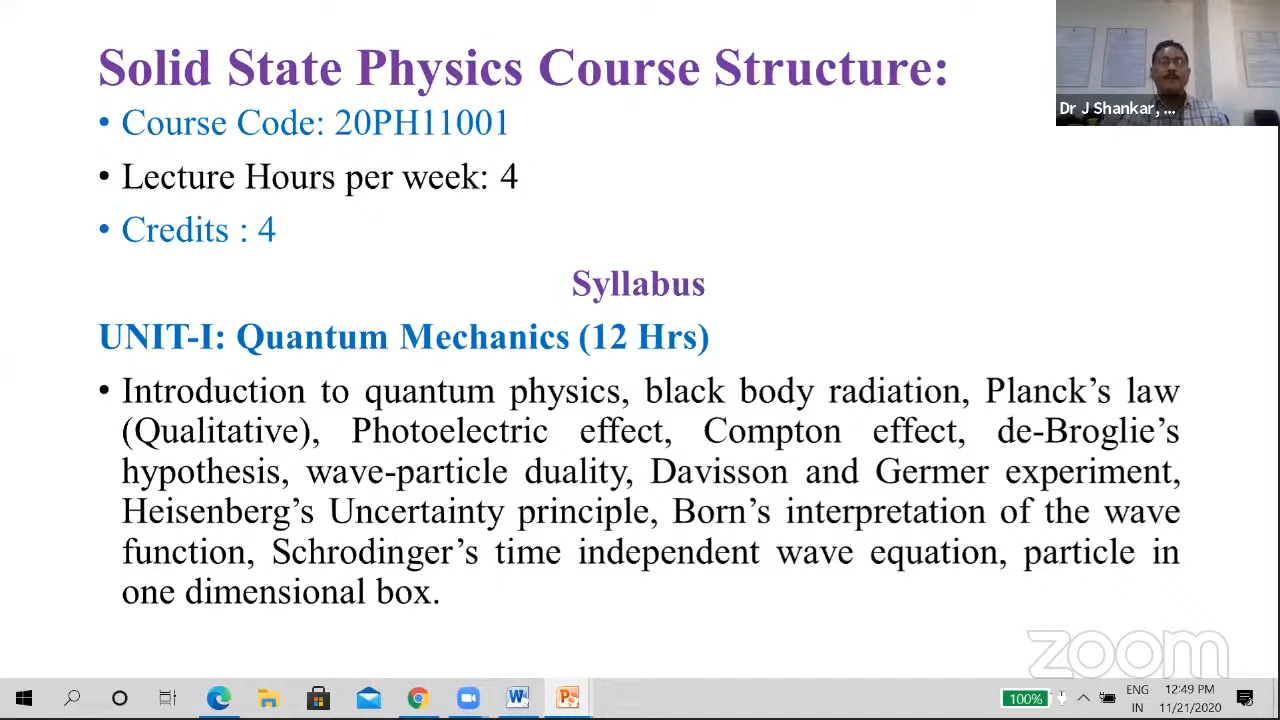 Solid State Physics Course Structure:
• Course Code: 20PH11001
• Lecture Hours per week: 4
• Credits : 4
Syllabus
UNIT-I: Quantum Mechanics (12 Hrs)
• Introduction to quantum physics, black body radiation, Planck’s law
(Qualitative), Photoelectric effect, Compton effect, de-Broglie’s
hypothesis, wave-particle duality, Davisson and Germer experiment,
Heisenberg’s Uncertainty principle, Born’s interpretation of the wave
function, Schrodinger’s time independent wave equation, particle in
one dimensional box.
Dr J Shankar, ...
zoom
100%
ENG
IN
12:49 PM
11/21/2020